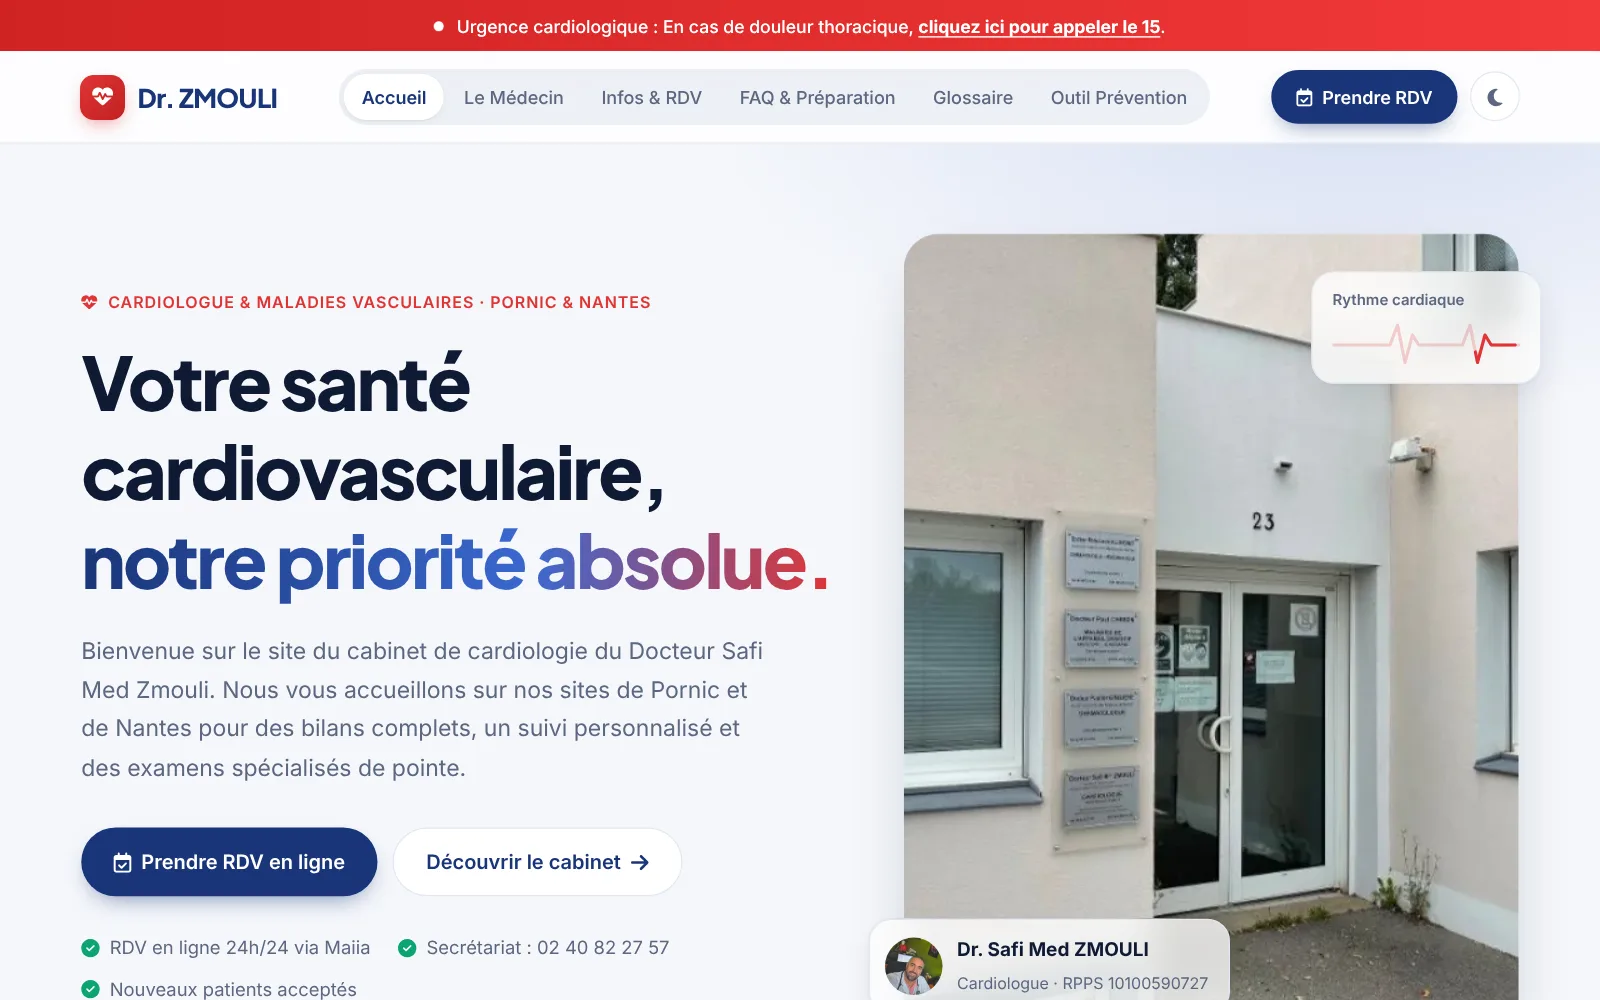 Urgence cardiologique : En cas de douleur thoracique, cliquez ici pour appeler le 15.
Dr. ZMOULI
Accueil
Le Médecin
Infos & RDV
FAQ & Préparation
Glossaire
Outil Prévention
Prendre RDV
CARDIOLOGUE & MALADIES VASCULAIRES · PORNIC & NANTES
Votre santé
cardiovasculaire,
notre priorité absolue.
Bienvenue sur le site du cabinet de cardiologie du Docteur Safi
Med Zmouli. Nous vous accueillons sur nos sites de Pornic et
de Nantes pour des bilans complets, un suivi personnalisé et
des examens spécialisés de pointe.
Prendre RDV en ligne
Découvrir le cabinet
RDV en ligne 24h/24 via Maiia
Secrétariat : 02 40 82 27 57
Nouveaux patients acceptés
Rythme cardiaque
23
Dr. Safi Med ZMOULI
Cardiologue · RPPS 10100590727